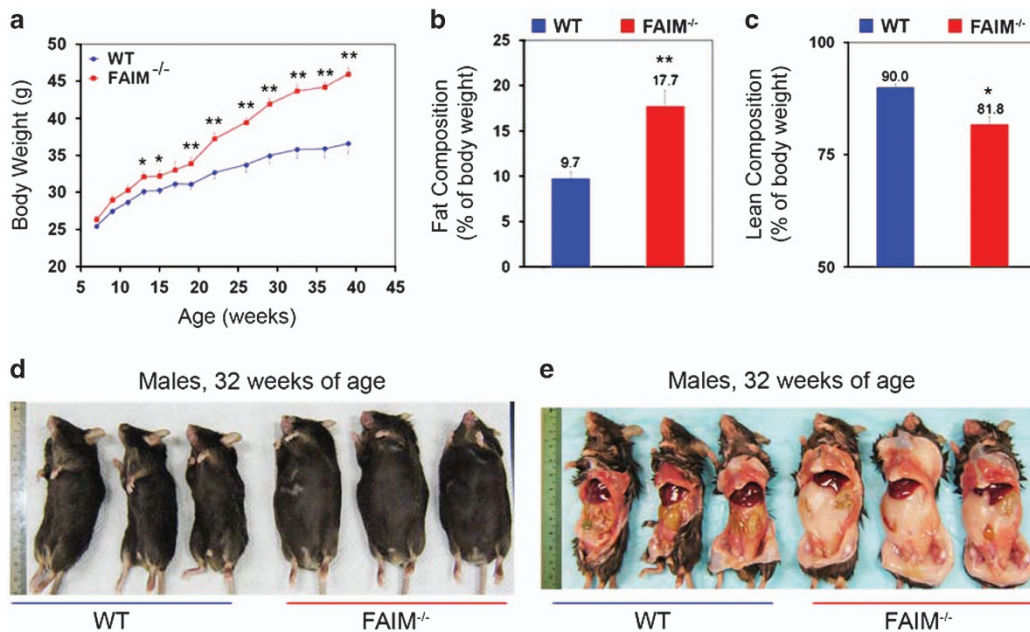 a
WT
FAIM-/-
Body Weight (g)
50
45
40
35
30
25
20
* * ** ** ** ** ** ** **
5 10 15 20 25 30 35 40 45
Age (weeks)
b
WT FAIM-/-
Fat Composition
(% of body weight)
25
20
15
10
5
0
9.7
**
17.7
c
WT FAIM-/-
Lean Composition
(% of body weight)
100
75
50
90.0
*
81.8
d
Males, 32 weeks of age
WT FAIM-/-
e
Males, 32 weeks of age
WT FAIM-/-